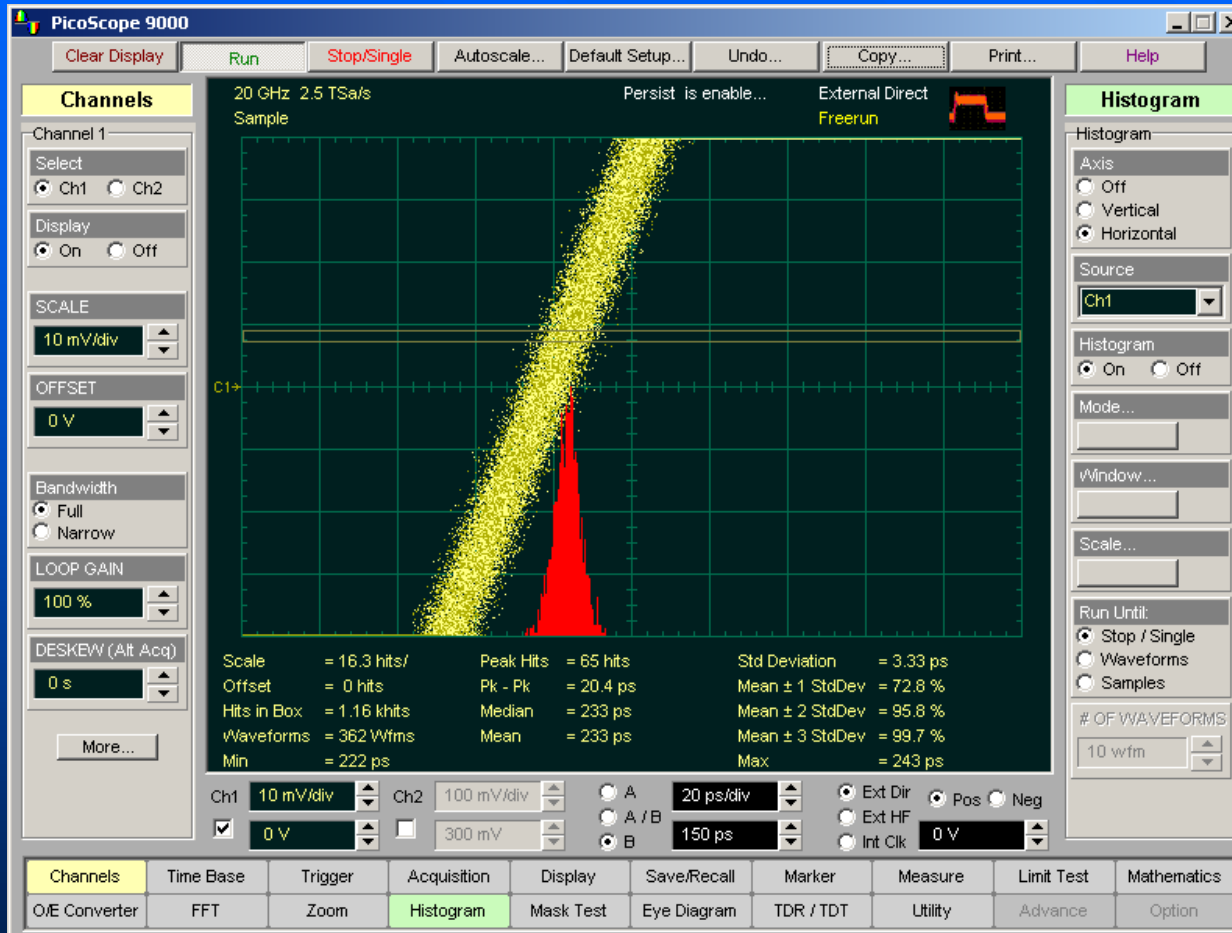 PicoScope 9000
Clear Display Run Stop/Single Autoscale... Default Setup... Undo... Copy... Print... Help
Channels
Channel 1
Select
Ch1 Ch2
Display
On Off
SCALE
10 mV/div
OFFSET
0 V
Bandwidth
Full
Narrow
LOOP GAIN
100 %
DESKEW (Alt Acq)
0 s
More...
20 GHz 2.5 TSa/s Persist is enable... External Direct
Sample Freerun
C1
Scale = 16.3 hits/ Peak Hits = 65 hits Std Deviation = 3.33 ps
Offset = 0 hits Pk - Pk = 20.4 ps Mean ± 1 StdDev = 72.8 %
Hits in Box = 1.16 khits Median = 233 ps Mean ± 2 StdDev = 95.8 %
Waveforms = 362 Wfms Mean = 233 ps Mean ± 3 StdDev = 99.7 %
Min = 222 ps Max = 243 ps
Histogram
Histogram
Axis
Off
Vertical
Horizontal
Source
Ch1
Histogram
On Off
Mode...
Window...
Scale...
Run Until:
Stop / Single
Waveforms
Samples
# OF WAVEFORMS
10 wfm
Ch1 10 mV/div Ch2 100 mV/div A 20 ps/div Ext Dir Pos Neg
A / B Ext HF
0 V 300 mV B 150 ps Int Clk 0 V
Channels Time Base Trigger Acquisition Display Save/Recall Marker Measure Limit Test Mathematics
O/E Converter FFT Zoom Histogram Mask Test Eye Diagram TDR / TDT Utility Advance Option